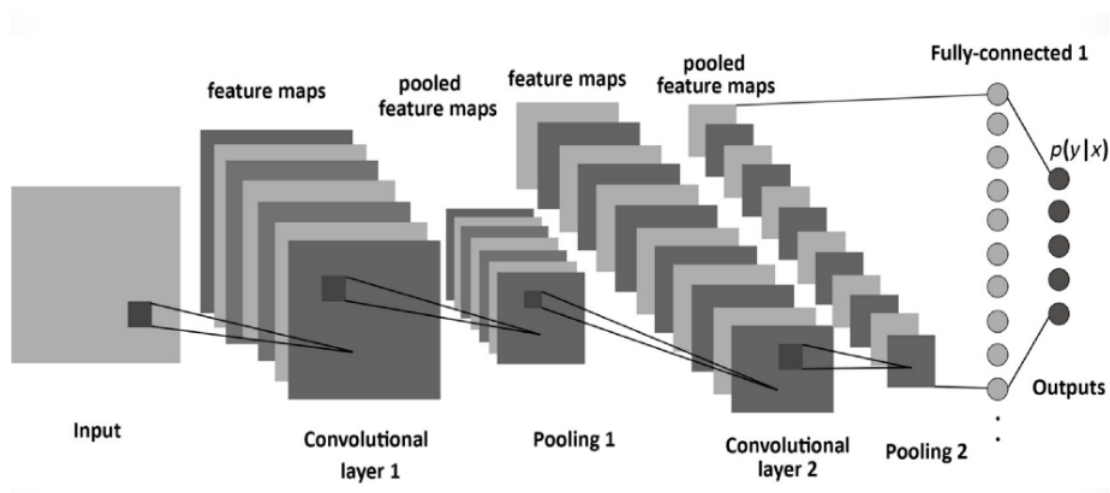 Fully-connected 1
feature maps
pooled
feature maps
feature maps
pooled
feature maps
p(y|x)
Input
Convolutional
layer 1
Pooling 1
Convolutional
layer 2
Pooling 2
Outputs